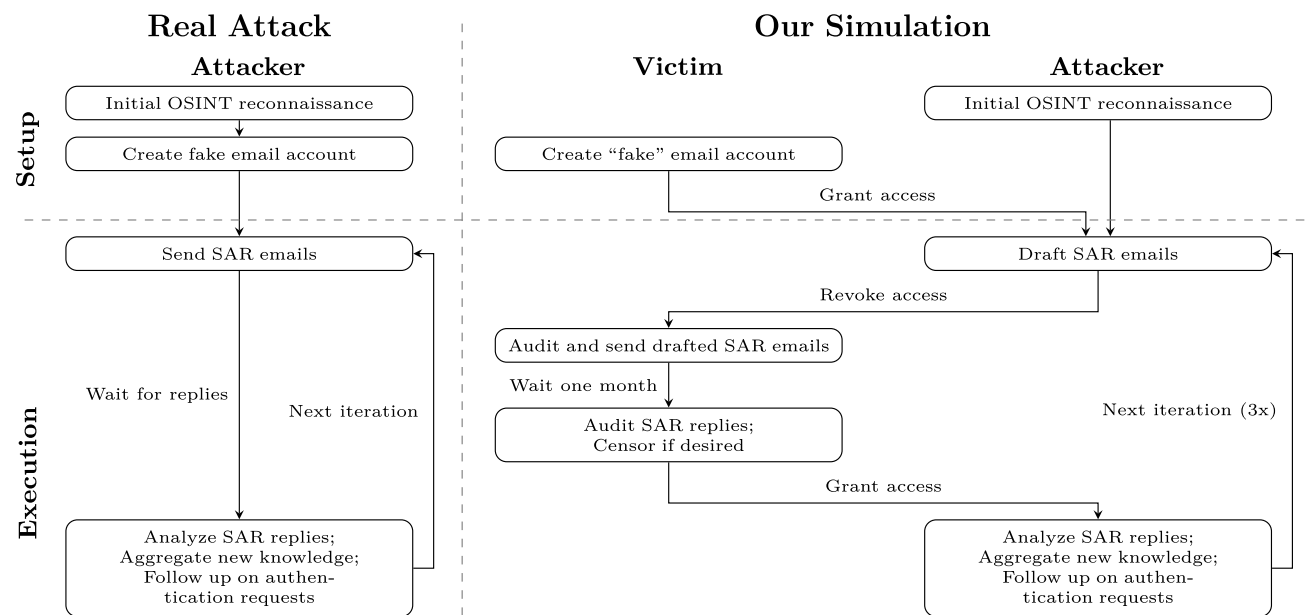 Real Attack
Our Simulation
Attacker
Victim
Attacker
Setup
Initial OSINT reconnaissance
Initial OSINT reconnaissance
Create fake email account
Create “fake” email account
Grant access
Execution
Send SAR emails
Draft SAR emails
Revoke access
Audit and send drafted SAR emails
Wait for replies
Wait one month
Next iteration
Next iteration (3x)
Audit SAR replies;
Censor if desired
Grant access
Analyze SAR replies;
Aggregate new knowledge;
Follow up on authen-
tication requests
Analyze SAR replies;
Aggregate new knowledge;
Follow up on authen-
tication requests